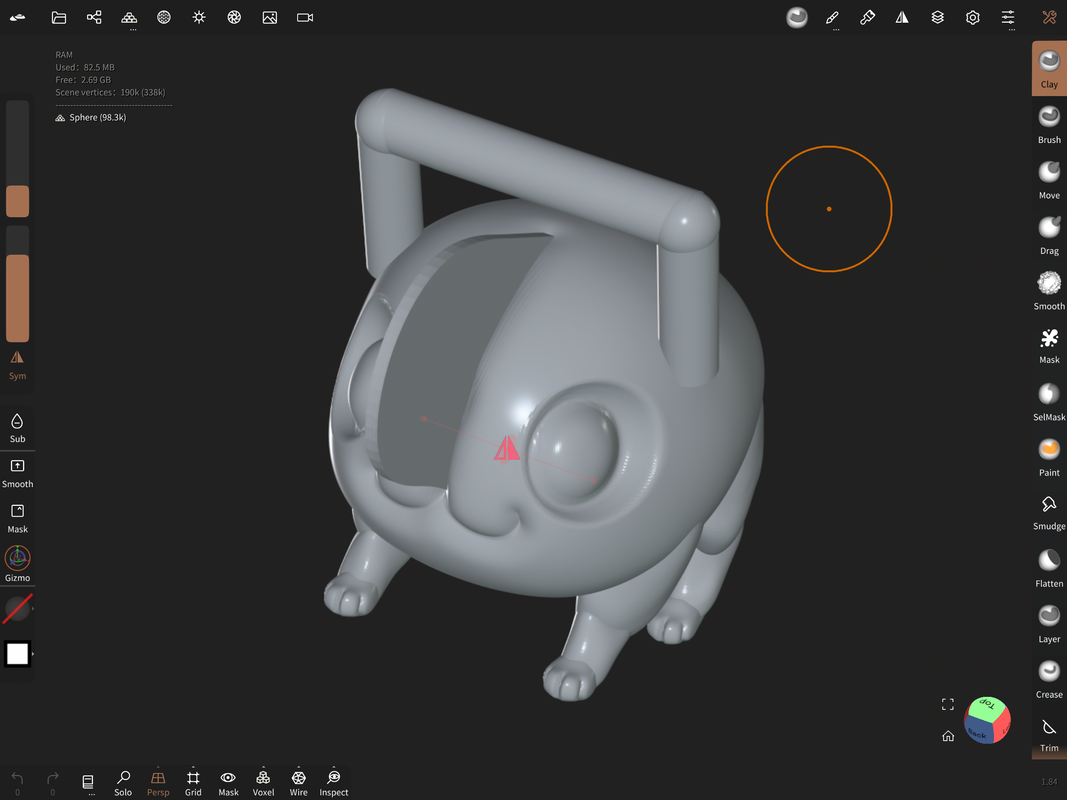 RAM
Used: 82.5 MB
Free: 2.69 GB
Scene vertices: 190k (338k)
Sphere (98.3k)
Sym
Sub
Smooth
Mask
Gizmo
Clay
Brush
Move
Drag
Smooth
Mask
SelMask
Paint
Smudge
Flatten
Layer
Crease
Trim
Top
Back
0
0
Solo
Persp
Grid
Mask
Voxel
Wire
Inspect
1.84